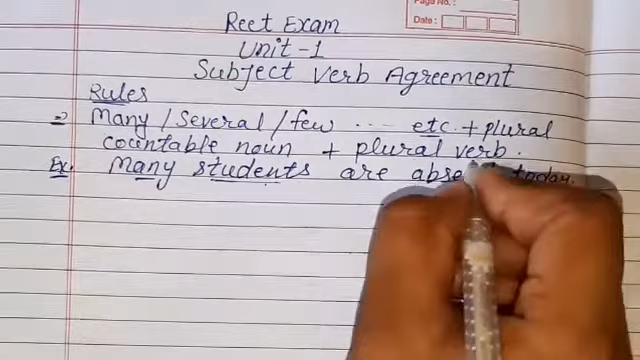 Page No.:
Date:
Reet Exam
Unit-1
Subject verb Agreement
Rules
⇒ Many / Several / few ... etc. + plural
countable noun + plural verb.
Ex. Many students are absent today.